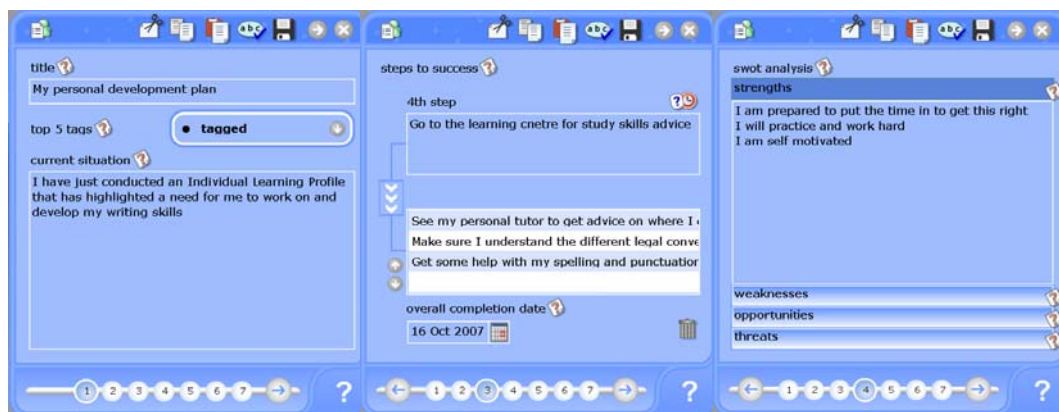 abc
title
My personal development plan
top 5 tags
• tagged
current situation
I have just conducted an Individual Learning Profile
that has highlighted a need for me to work on and
develop my writing skills
1 2 3 4 5 6 7
?
abc
steps to success
4th step
Go to the learning cnetre for study skills advice
See my personal tutor to get advice on where I
Make sure I understand the different legal conve
Get some help with my spelling and punctuation
overall completion date
16 Oct 2007
1 2 3 4 5 6 7
?
abc
swot analysis
strengths
I am prepared to put the time in to get this right
I will practice and work hard
I am self motivated
weaknesses
opportunities
threats
1 2 3 4 5 6 7
?